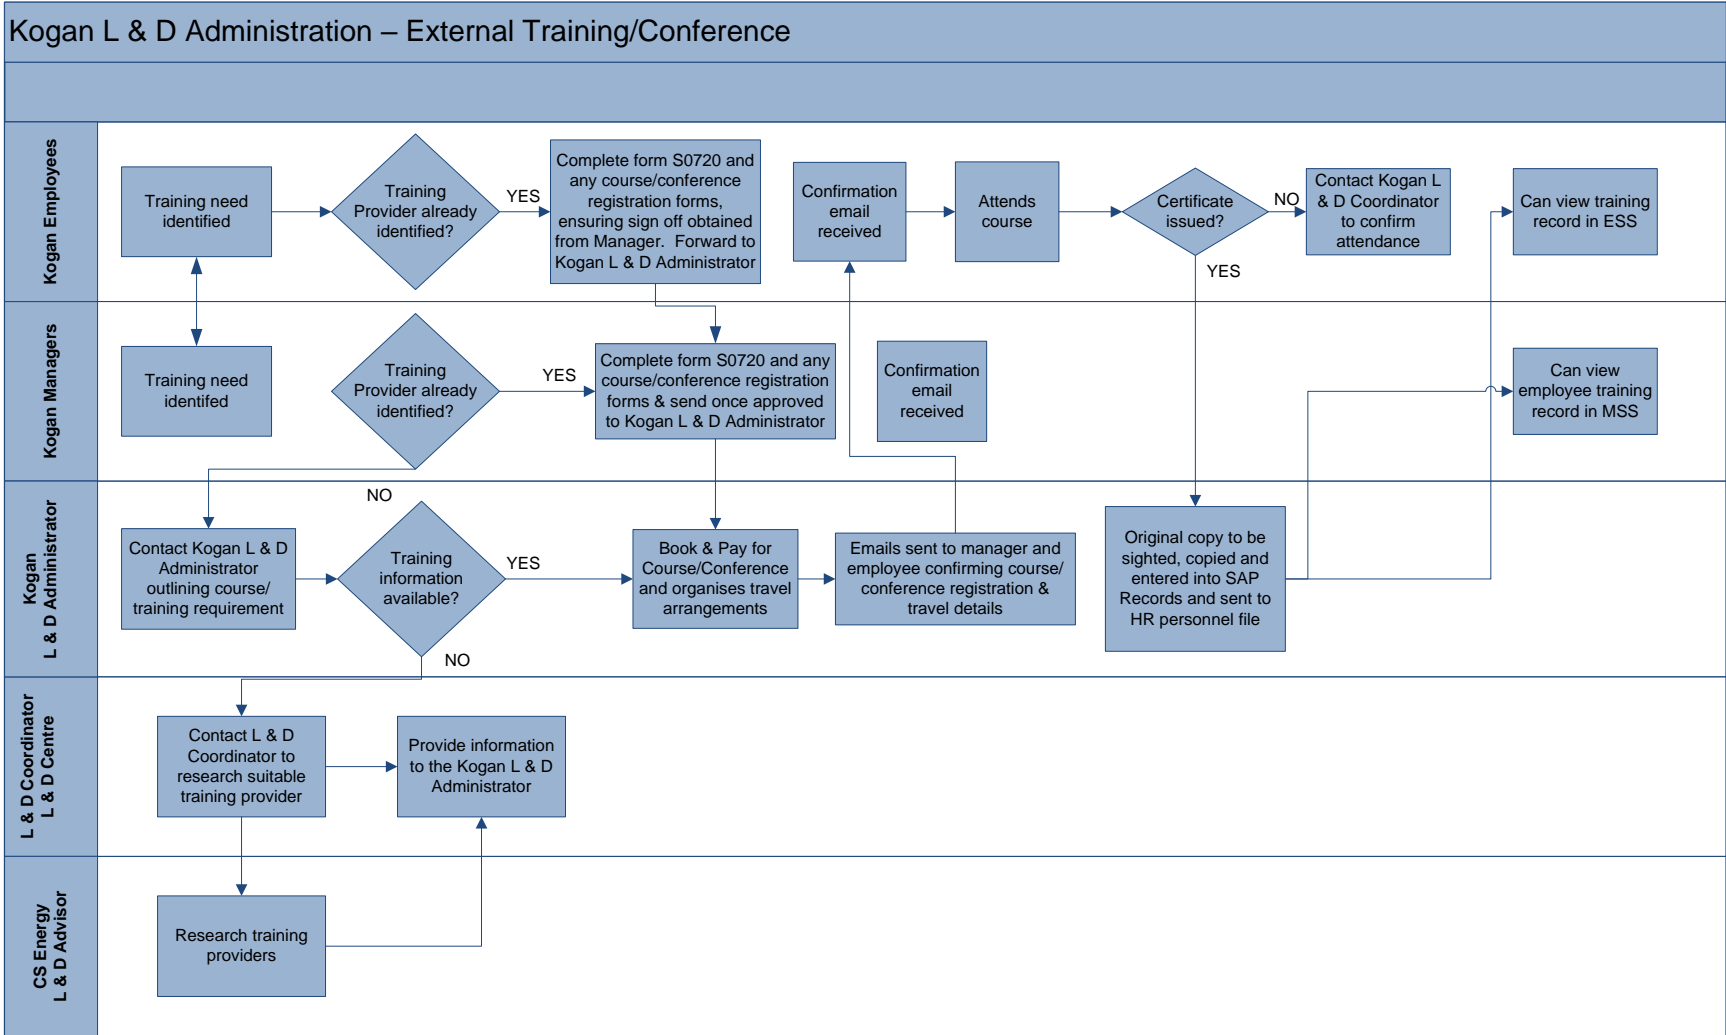 Kogan L & D Administration – External Training/Conference
Kogan Employees
Training need
identified
Training
Provider already
identified?
YES
Complete form S0720 and
any course/conference
registration forms,
ensuring sign off obtained
from Manager.  Forward to
Kogan L & D Administrator
Confirmation
email
received
Attends
course
Certificate
issued?
NO
YES
Contact Kogan L
& D Coordinator
to confirm
attendance
Can view training
record in ESS
Kogan Managers
Training need
identifed
Training
Provider already
identified?
YES
NO
Complete form S0720 and any
course/conference registration
forms & send once approved
to Kogan L & D Administrator
Confirmation
email
received
Can view
employee training
record in MSS
Kogan
L & D Administrator
Contact Kogan L & D
Administrator
outlining course/
training requirement
Training
information
available?
YES
NO
Book & Pay for
Course/Conference
and organises travel
arrangements
Emails sent to manager and
employee confirming course/
conference registration &
travel details
Original copy to be
sighted, copied and
entered into SAP
Records and sent to
HR personnel file
L & D Coordinator
L & D Centre
Contact L & D
Coordinator to
research suitable
training provider
Provide information
to the Kogan L & D
Administrator
CS Energy
L & D Advisor
Research training
providers